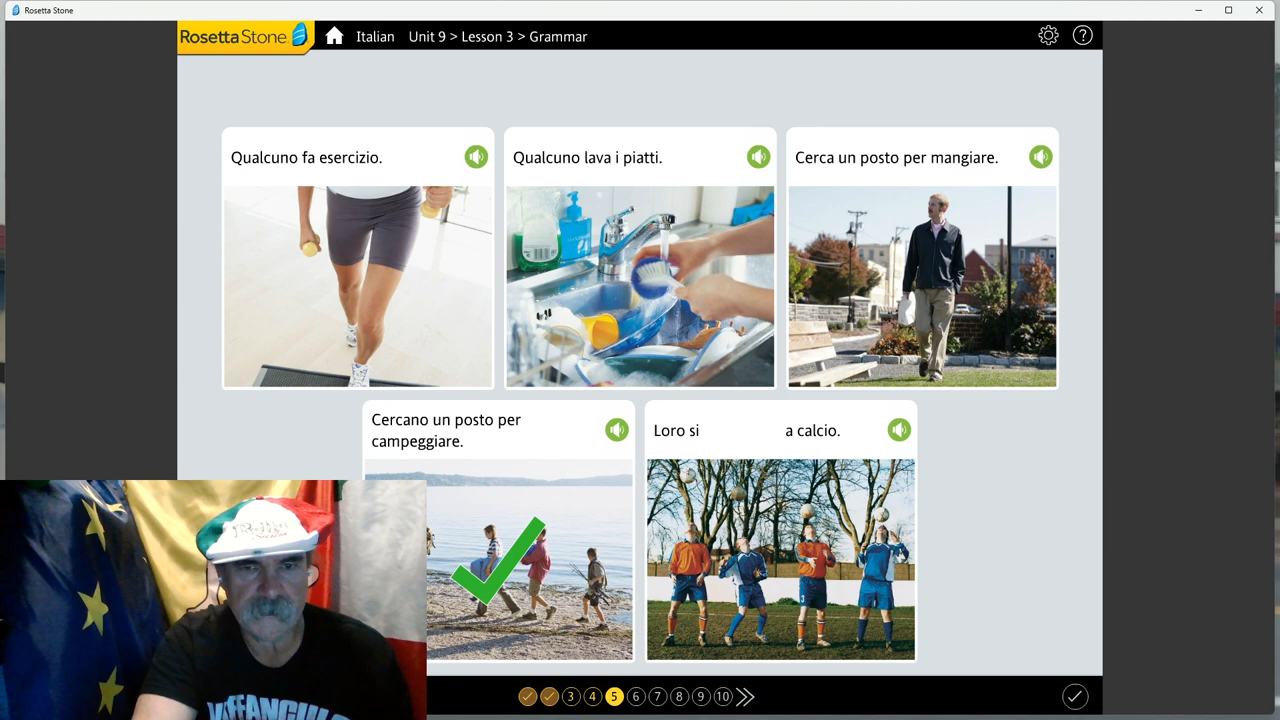 Rosetta Stone
RosettaStone
Italian Unit 9 > Lesson 3 > Grammar
?
Qualcuno fa esercizio.
Qualcuno lava i piatti.
Cerca un posto per mangiare.
Cercano un posto per
campeggiare.
Loro si a calcio.
VAFFANCULO
3 4 5 6 7 8 9 10